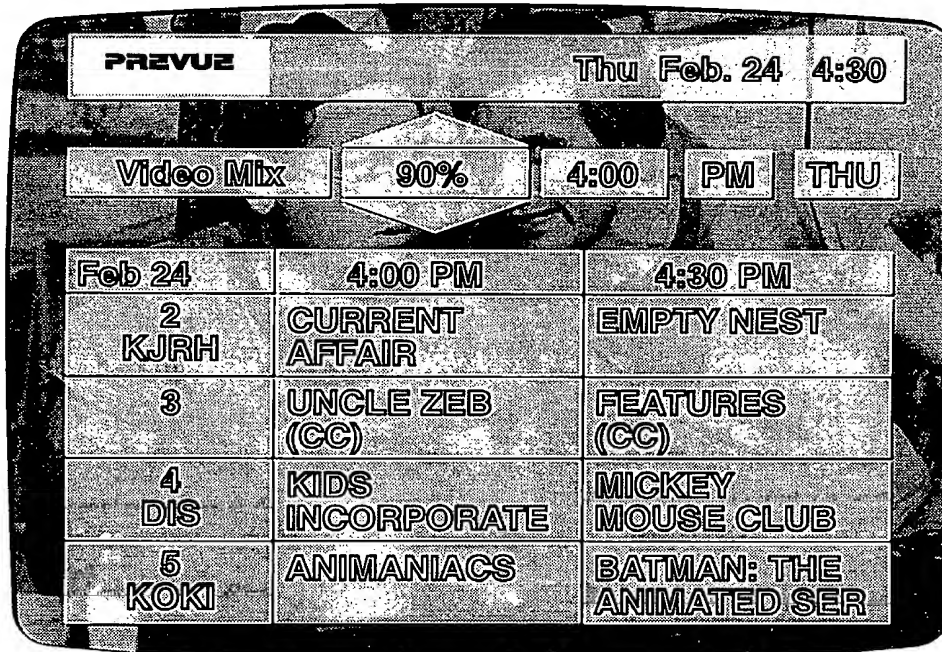 PREVUE Thu Feb. 24 4:30
Video Mix 90% 4:00 PM THU
Feb 24 4:00 PM 4:30 PM
2
KJRH
CURRENT
AFFAIR
EMPTY NEST
3
UNCLE ZEB
(CC)
FEATURES
(CC)
4
DIS
KIDS
INCORPORATE
MICKEY
MOUSE CLUB
5
KOKI
ANIMANIACS
BATMAN: THE
ANIMATED SER